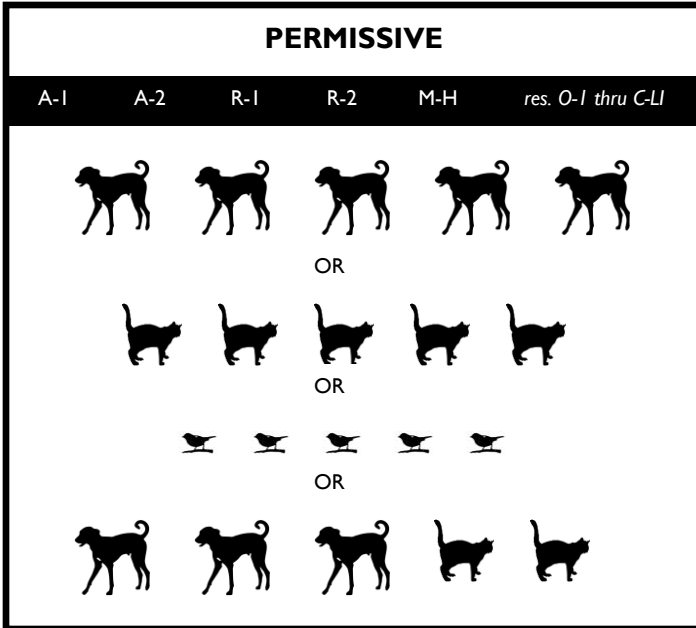 PERMISSIVE
A-1 A-2 R-1 R-2 M-H res. O-1 thru C-LI
OR
OR
OR